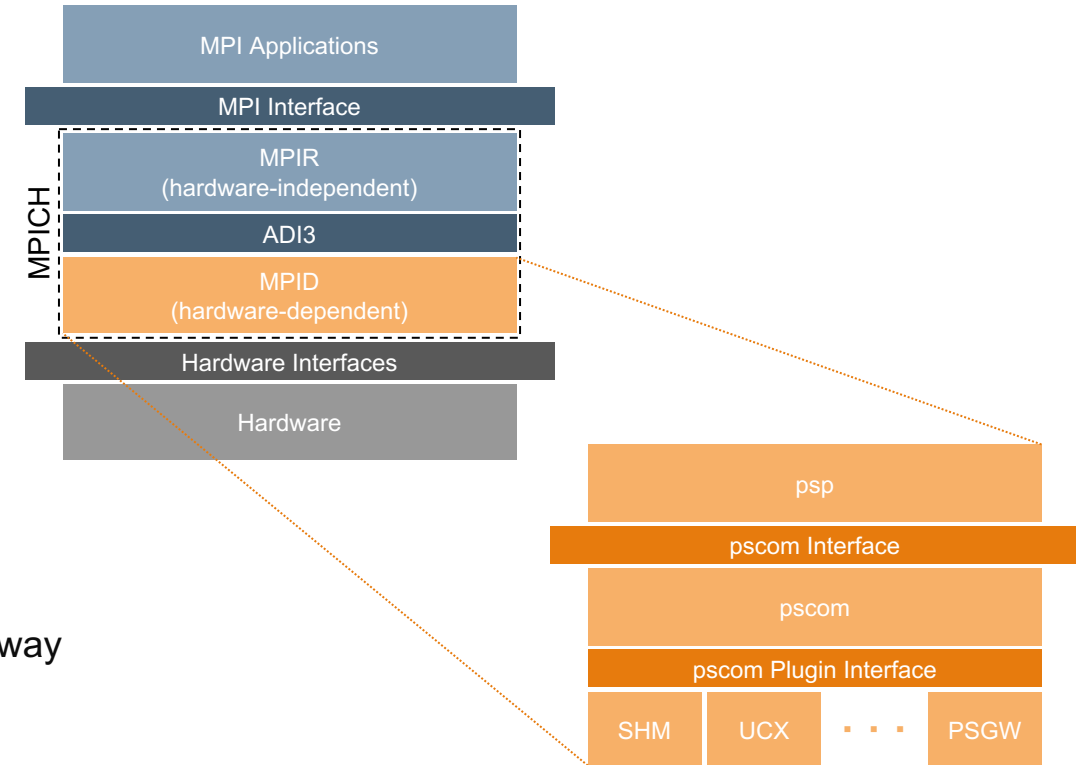 MPI Applications
MPI Interface
MPICH
MPIR
(hardware-independent)
ADI3
MPID
(hardware-dependent)
Hardware Interfaces
Hardware
psp
pscom Interface
pscom
way
pscom Plugin Interface
SHM UCX · · · PSGW